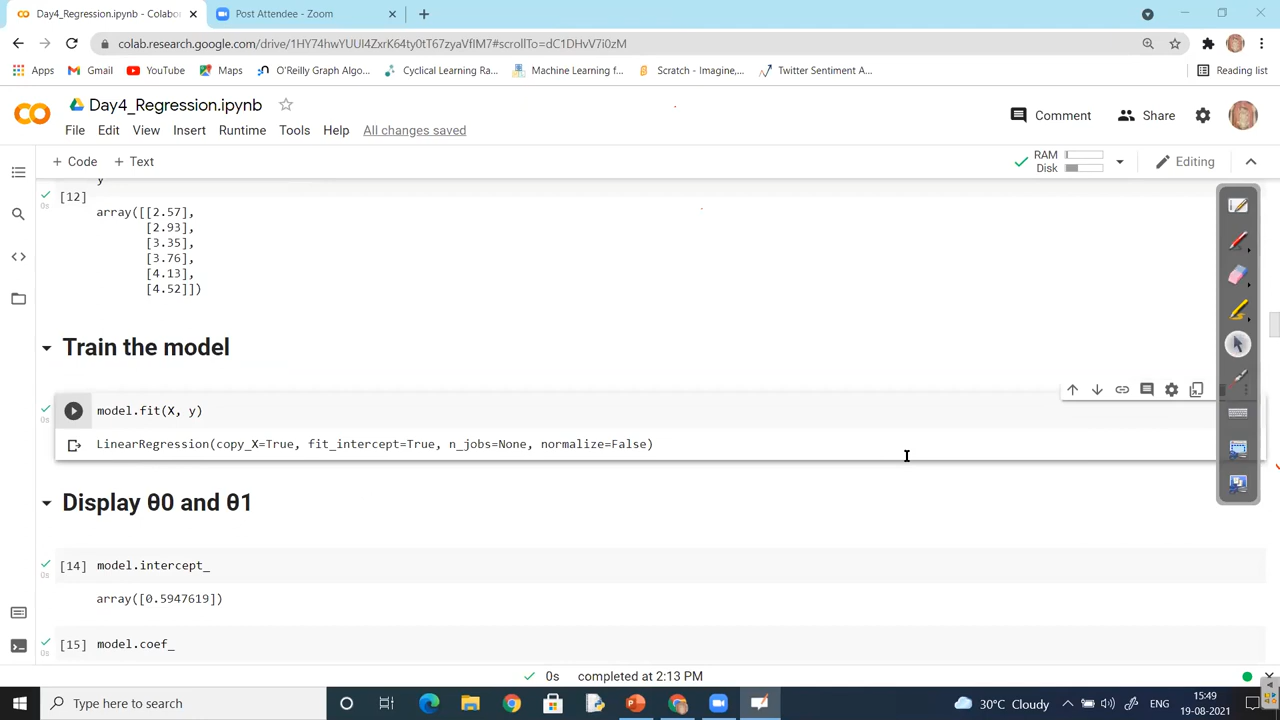 Day4_Regression.ipynb - Colabo
Post Attendee - Zoom
colab.research.google.com/drive/1HY74hwYUUl4ZxrK64ty0tT67zyaVfIM7#scrollTo=dC1DHvV7i0zM
Apps
Gmail
YouTube
Maps
O'Reilly Graph Algo...
Cyclical Learning Ra...
Machine Learning f...
Scratch - Imagine,...
Twitter Sentiment A...
Reading list
Day4_Regression.ipynb
Comment
Share
File Edit View Insert Runtime Tools Help All changes saved
+ Code + Text
RAM
Disk
Editing
y
[12]
0s
array([[2.57],
[2.93],
[3.35],
[3.76],
[4.13],
[4.52]])
Train the model
model.fit(X, y)
0s
LinearRegression(copy_X=True, fit_intercept=True, n_jobs=None, normalize=False)
Display θ0 and θ1
[14] model.intercept_
0s
array([0.5947619])
[15] model.coef_
0s
0s completed at 2:13 PM
Type here to search
30°C Cloudy
ENG
15:49
19-08-2021